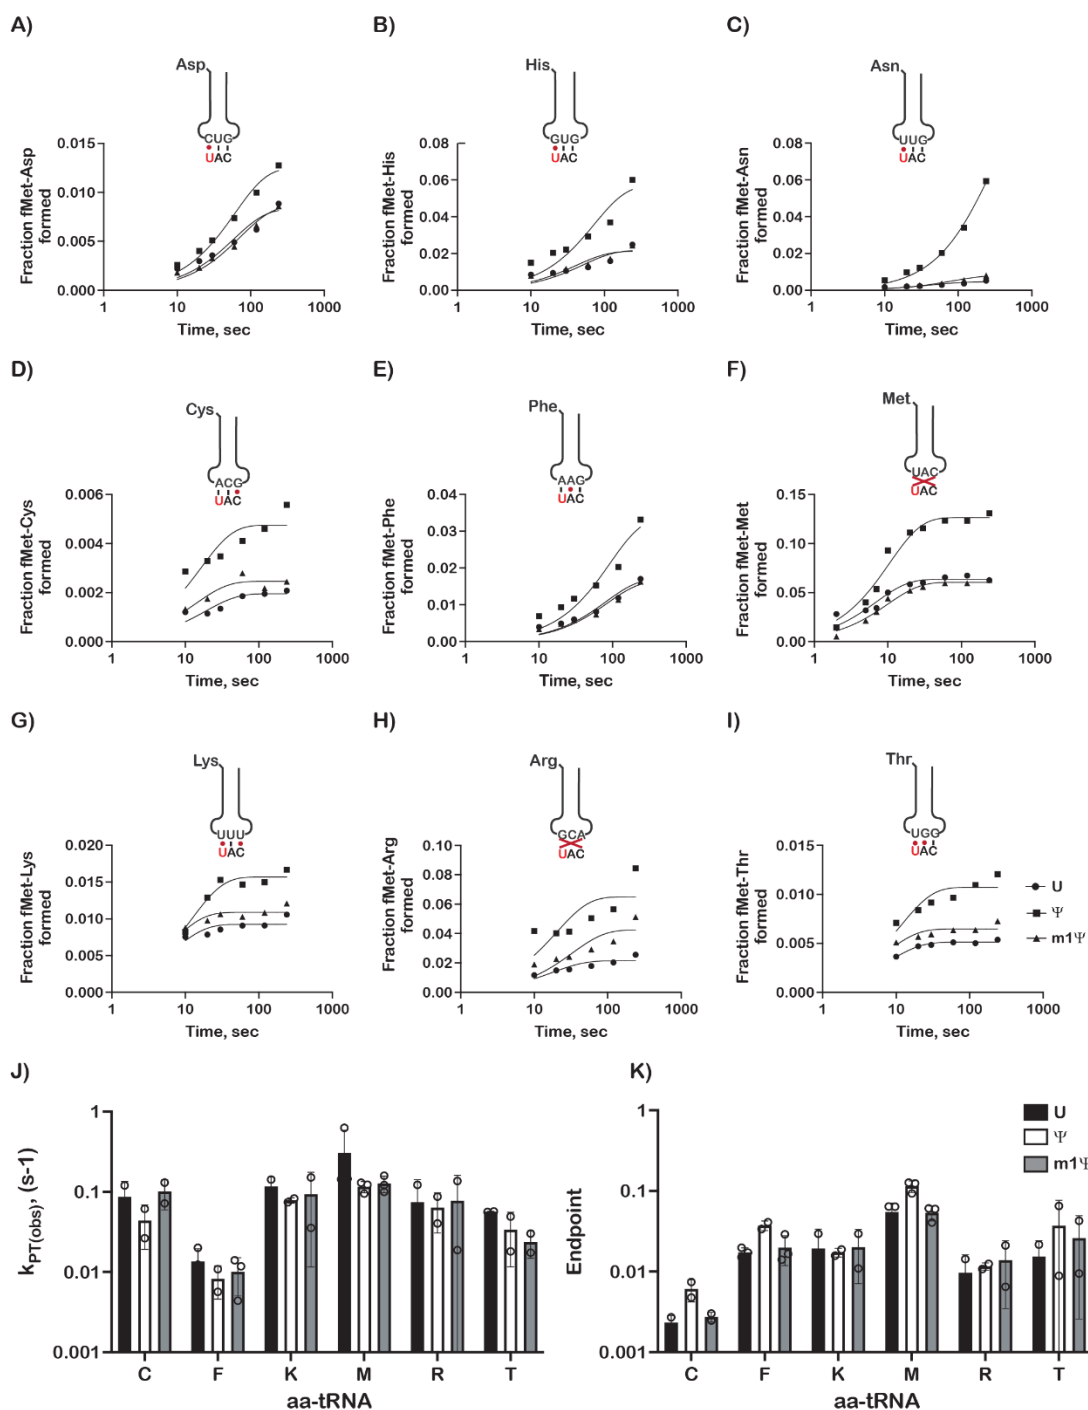 A)
Asp
CUG
UAC
0.015
0.010
0.005
0.000
Fraction fMet-Asp
formed
1
10
100
1000
Time, sec
B)
His
GUG
UAC
0.08
0.06
0.04
0.02
0.00
Fraction fMet-His
formed
1
10
100
1000
Time, sec
C)
Asn
UUG
UAC
0.08
0.06
0.04
0.02
0.00
Fraction fMet-Asn
formed
1
10
100
1000
Time, sec
D)
Cys
ACG
UAC
0.006
0.004
0.002
0.000
Fraction fMet-Cys
formed
1
10
100
1000
Time, sec
E)
Phe
AAG
UAC
0.04
0.03
0.02
0.01
0.00
Fraction fMet-Phe
formed
1
10
100
1000
Time, sec
F)
Met
UAC
UAC
0.15
0.10
0.05
0.00
Fraction fMet-Met
formed
1
10
100
1000
Time, sec
G)
Lys
UUU
UAC
0.020
0.015
0.010
0.005
0.000
Fraction fMet-Lys
formed
1
10
100
1000
Time, sec
H)
Arg
GCA
UAC
0.10
0.08
0.06
0.04
0.02
0.00
Fraction fMet-Arg
formed
1
10
100
1000
Time, sec
I)
Thr
UGG
UAC
0.015
0.010
0.005
0.000
Fraction fMet-Thr
formed
1
10
100
1000
Time, sec
U
Ψ
m1Ψ
J)
1
0.1
0.01
0.001
kPT(obs), (s-1)
C F K M R T
aa-tRNA
K)
U
Ψ
m1Ψ
1
0.1
0.01
0.001
Endpoint
C F K M R T
aa-tRNA